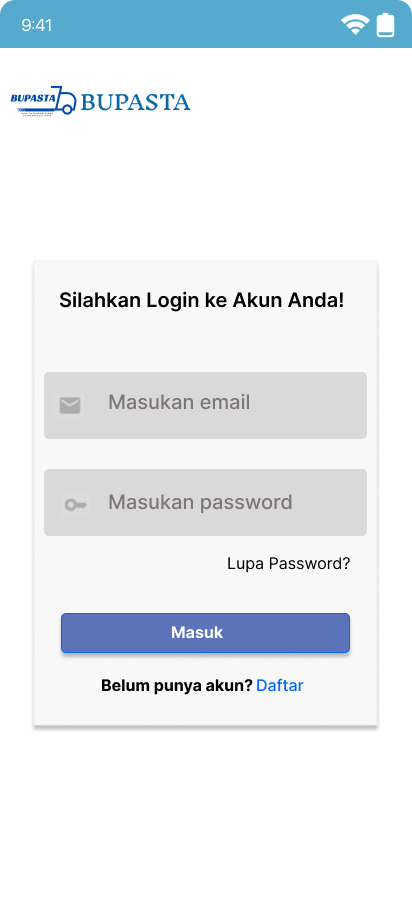 9:41
BUPASTA BUPASTA
Silahkan Login ke Akun Anda!
Masukan email
Masukan password
Lupa Password?
Masuk
Belum punya akun? Daftar